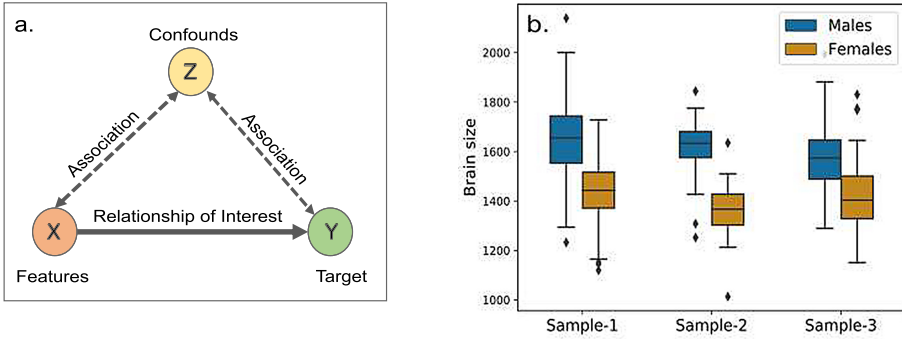 a.
Confounds
Z
Association
Association
Relationship of Interest
X
Y
Features
Target
b.
Males
Females
Brain size
2000
1800
1600
1400
1200
1000
Sample-1
Sample-2
Sample-3